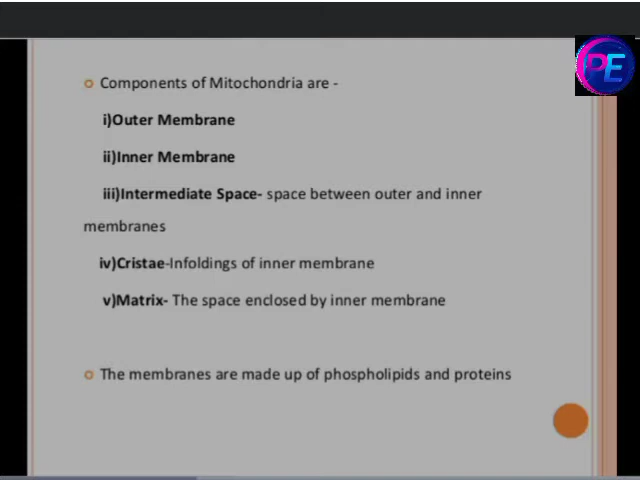 PE
Components of Mitochondria are -
i)Outer Membrane
ii)Inner Membrane
iii)Intermediate Space- space between outer and inner
membranes
iv)Cristae-Infoldings of inner membrane
v)Matrix- The space enclosed by inner membrane
The membranes are made up of phospholipids and proteins